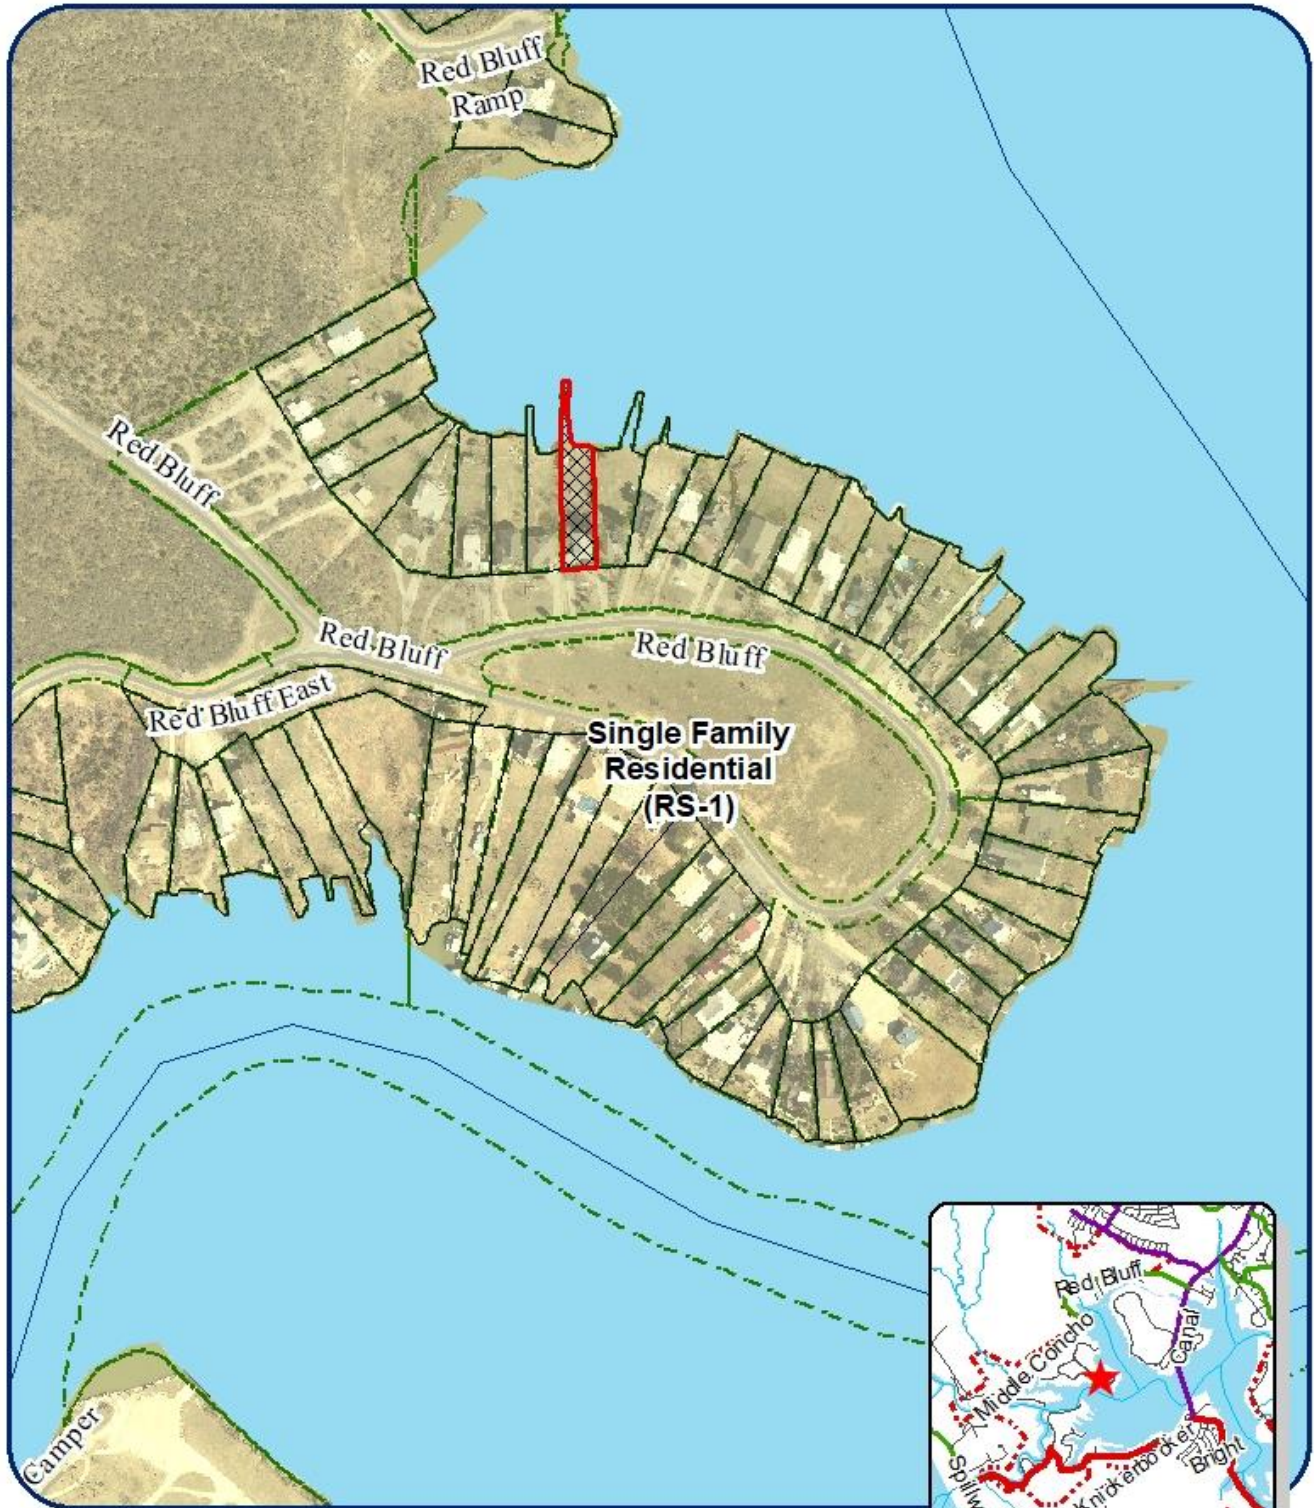 Red Bluff
Ramp
Red Bluff
Red Bluff
Red Bluff
Red Bluff East
Single Family
Residential
(RS-1)
Camper
Red Bluff
Middle Concho
Canal
Knickerbocker
Bright